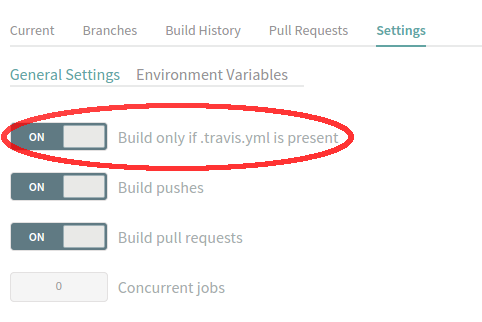 Current Branches Build History Pull Requests Settings
General Settings Environment Variables
ON Build only if .travis.yml is present
ON Build pushes
ON Build pull requests
0 Concurrent jobs